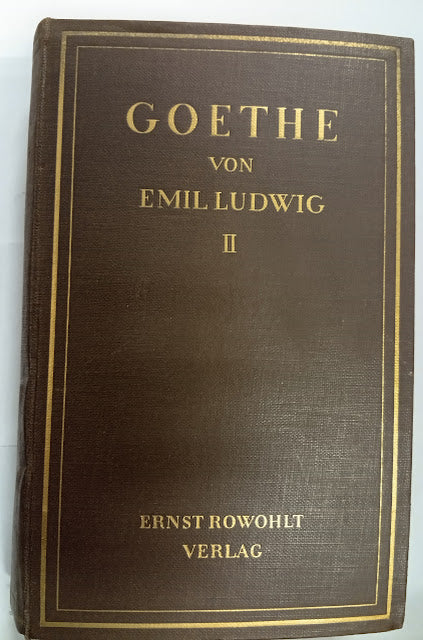 GOETHE
VON
EMIL LUDWIG
II
ERNST ROWOHLT
VERLAG